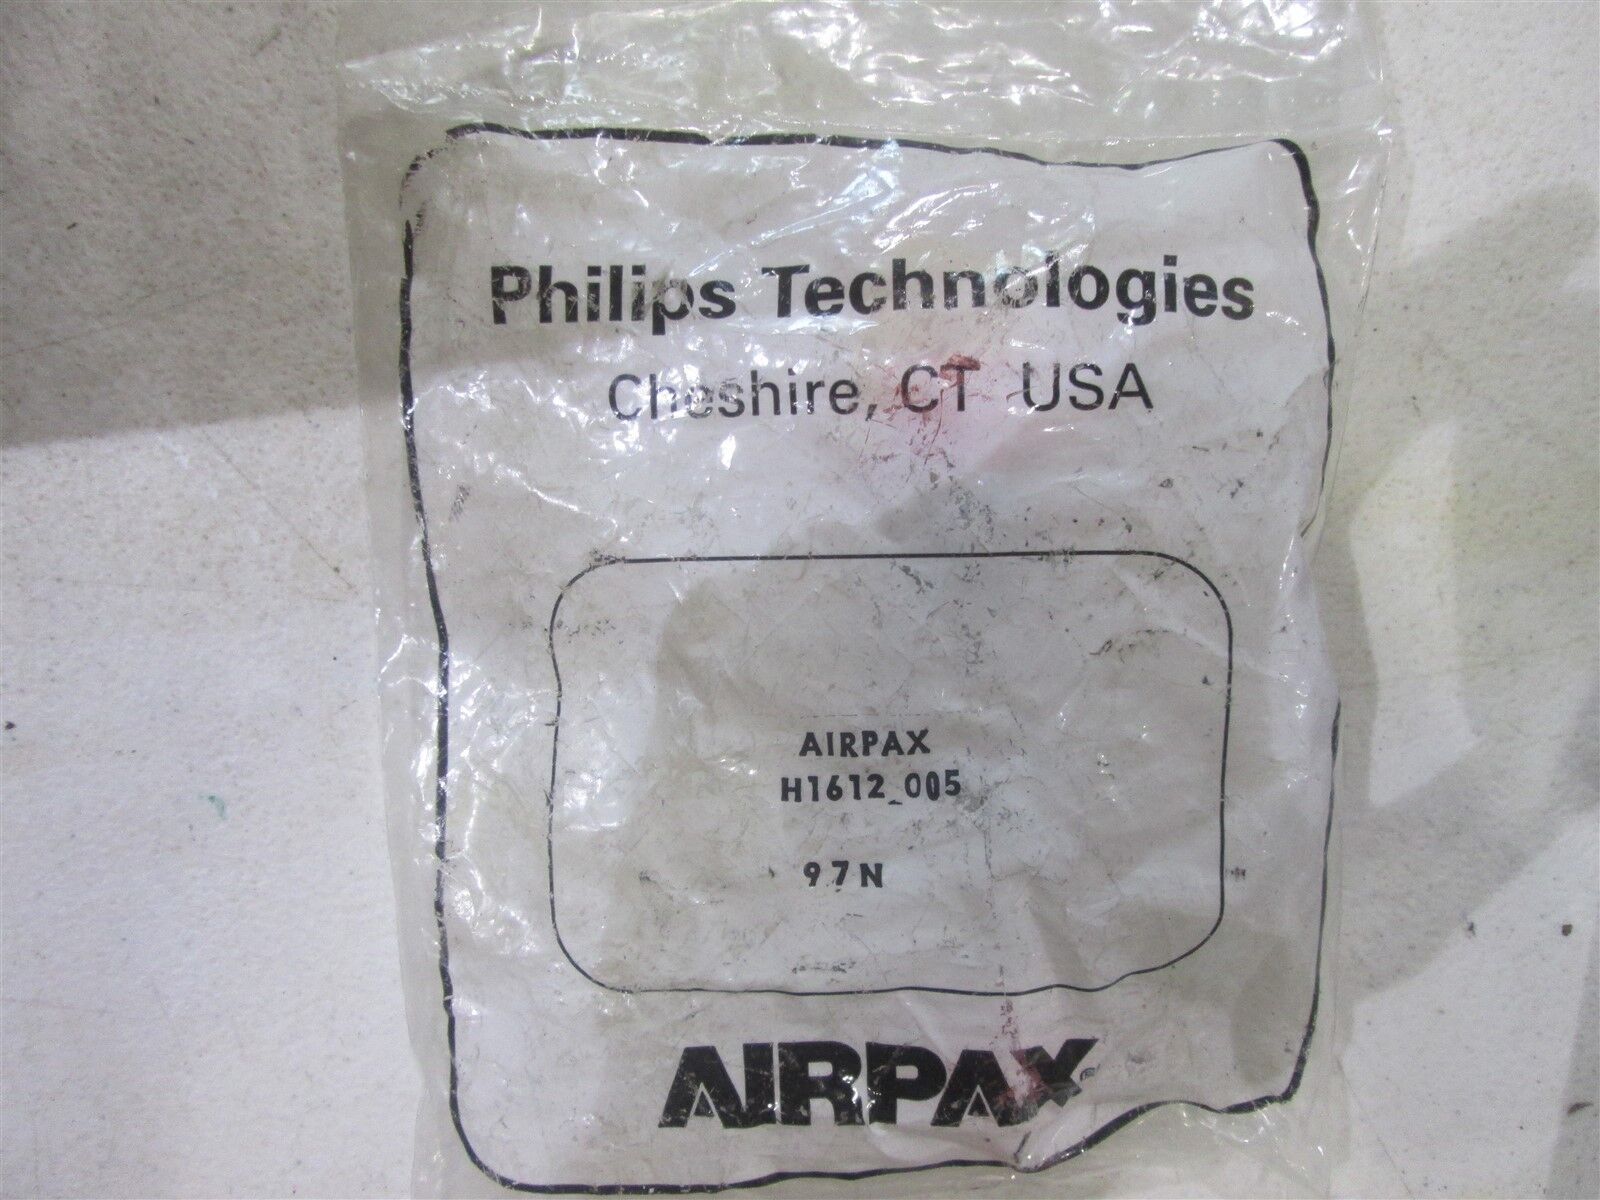 Philips Technologies
Cheshire, CT USA
AIRPAX
H1612_005
97N
AIRPAX®